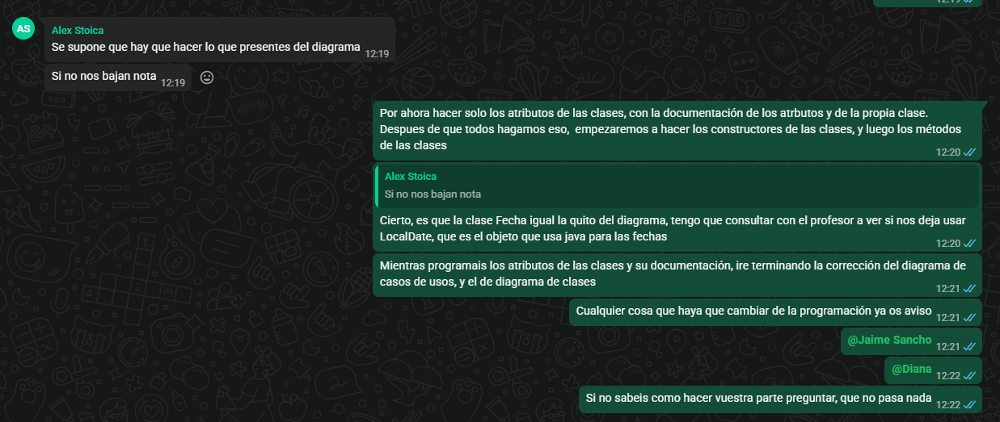 12:19
AS
Alex Stoica
Se supone que hay que hacer lo que presentes del diagrama
12:19
Si no nos bajan nota
12:19
Por ahora hacer solo los atributos de las clases, con la documentación de los atrbutos y de la propia clase.
Despues de que todos hagamos eso, empezaremos a hacer los constructores de las clases, y luego los métodos
de las clases
12:20
Alex Stoica
Si no nos bajan nota
Cierto, es que la clase Fecha igual la quito del diagrama, tengo que consultar con el profesor a ver si nos deja usar
LocalDate, que es el objeto que usa java para las fechas
12:20
Mientras programais los atributos de las clases y su documentación, ire terminando la corrección del diagrama de
casos de usos, y el de diagrama de clases
12:21
Cualquier cosa que haya que cambiar de la programación ya os aviso
12:21
@Jaime Sancho
12:21
@Diana
12:22
Si no sabeis como hacer vuestra parte preguntar, que no pasa nada
12:22